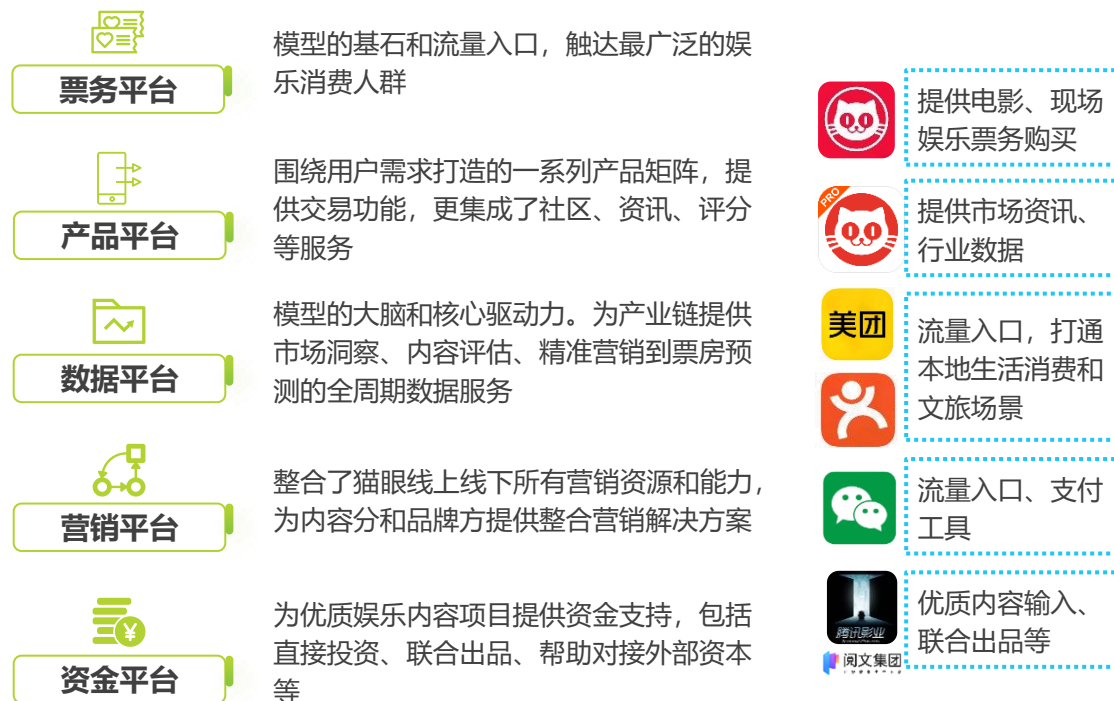 票务平台
模型的基石和流量入口，触达最广泛的娱
乐消费人群
产品平台
围绕用户需求打造的一系列产品矩阵，提
供交易功能，更集成了社区、资讯、评分
等服务
数据平台
模型的大脑和核心驱动力。为产业链提供
市场洞察、内容评估、精准营销到票房预
测的全周期数据服务
营销平台
整合了猫眼线上线下所有营销资源和能力，
为内容分和品牌方提供整合营销解决方案
资金平台
为优质娱乐内容项目提供资金支持，包括
直接投资、联合出品、帮助对接外部资本
等
提供电影、现场
娱乐票务购买
PRO
提供市场资讯、
行业数据
美团
流量入口，打通
本地生活消费和
文旅场景
流量入口、支付
工具
腾讯影业
阅文集团
优质内容输入、
联合出品等